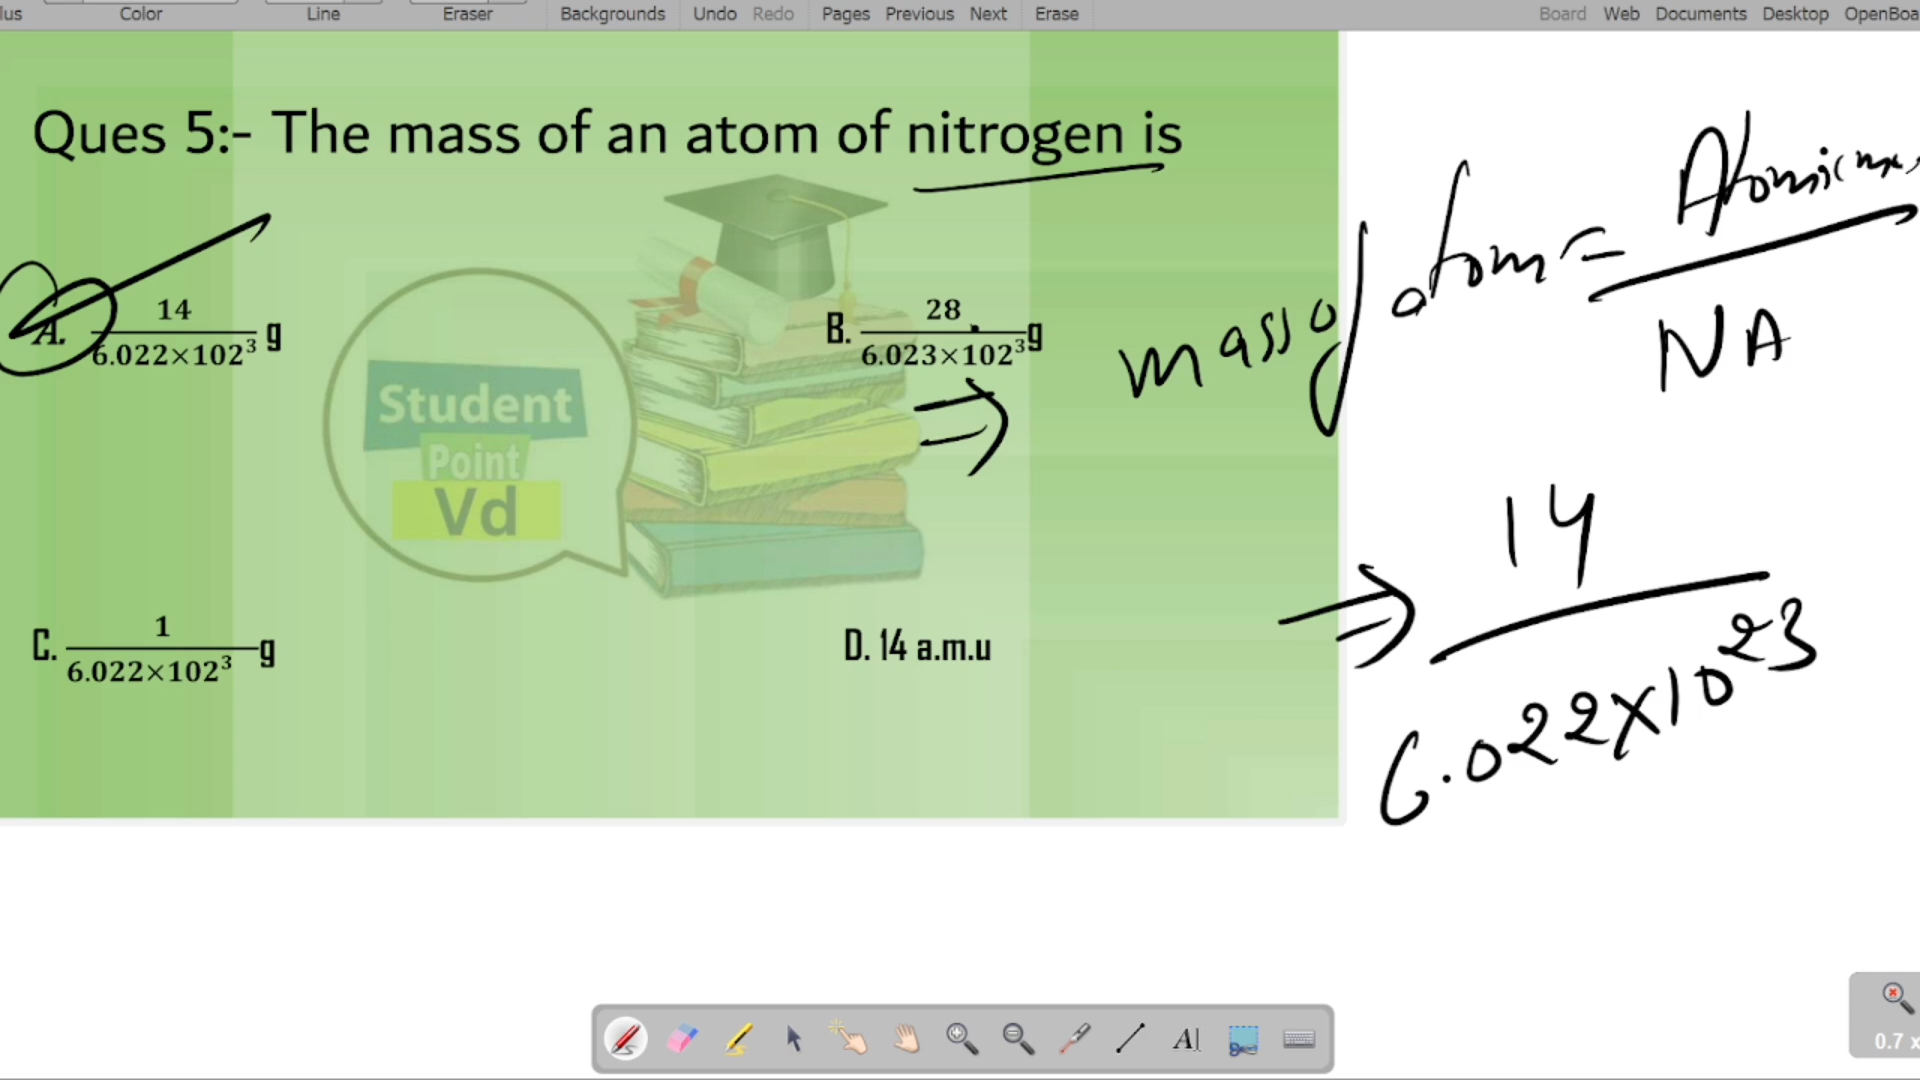 lus Color Line Eraser Backgrounds Undo Redo Pages Previous Next Erase Board Web Documents Desktop OpenBoa
Ques 5:- The mass of an atom of nitrogen is
A. 14/6.022×102³ g
B. 28/6.023×102³ g
C. 1/6.022×102³ g
D. 14 a.m.u
Student
Point
Vd
mass of atom = Atomic / NA
⇒ 14 / 6.022×10²³
0.7 x